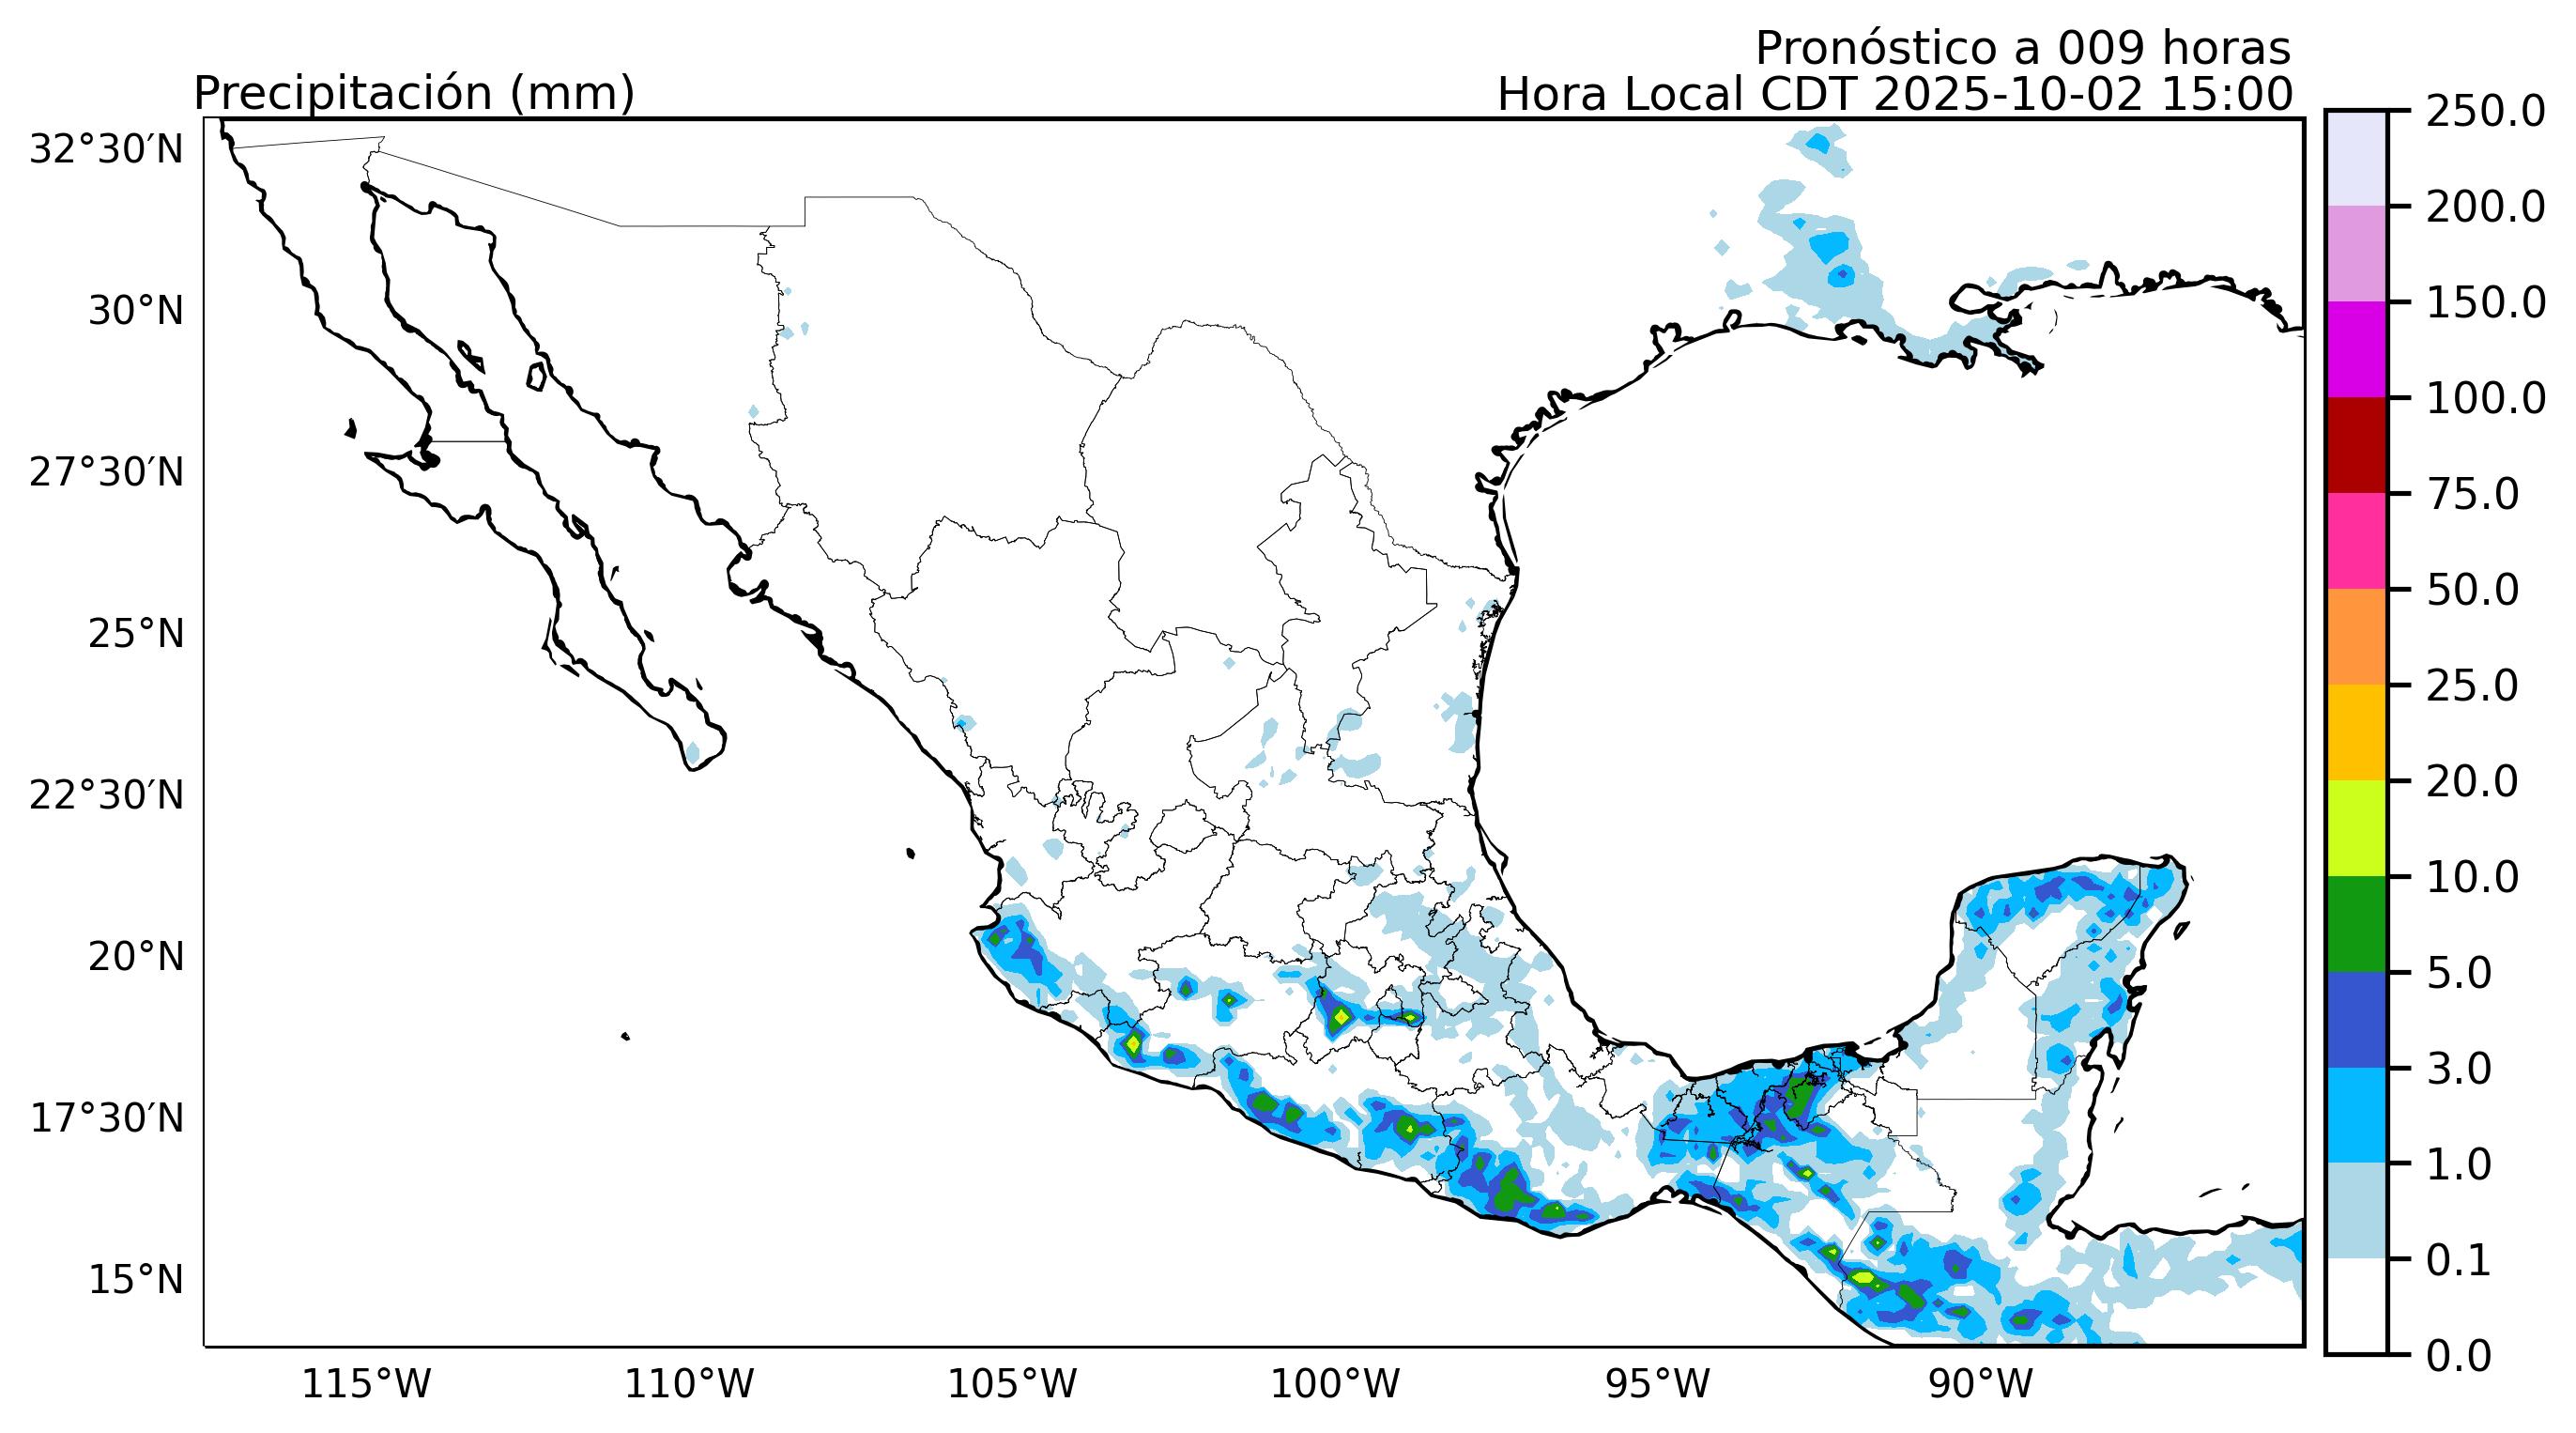 Pronóstico a 009 horas
Precipitación (mm)
Hora Local CDT 2025-10-02 15:00
32°30′N
30°N
27°30′N
25°N
22°30′N
20°N
17°30′N
15°N
115°W
110°W
105°W
100°W
95°W
90°W
250.0
200.0
150.0
100.0
75.0
50.0
25.0
20.0
10.0
5.0
3.0
1.0
0.1
0.0